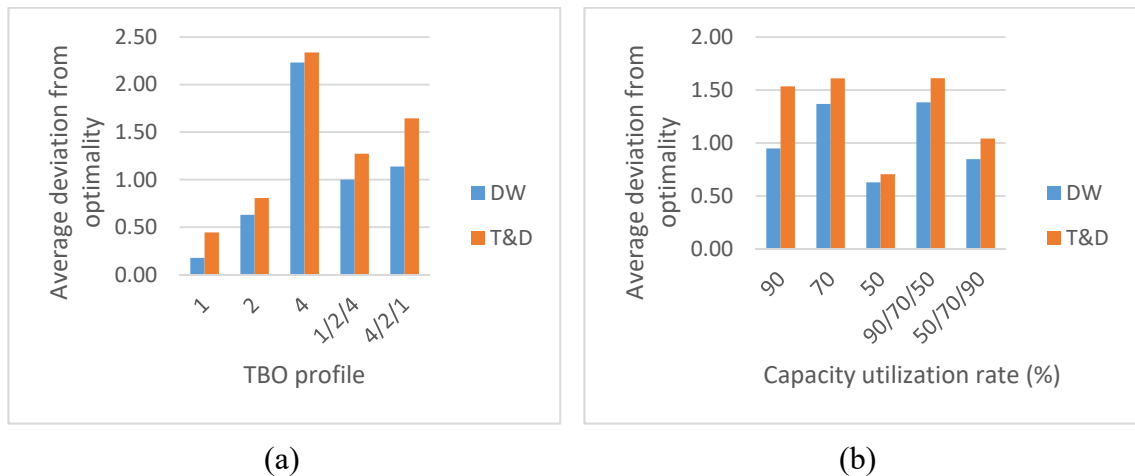 Average deviation from
optimality
2.50
2.00
1.50
1.00
0.50
0.00
1
2
4
1/2/4
4/2/1
TBO profile
DW
T&D
(a)
Average deviation from
optimality
2.00
1.50
1.00
0.50
0.00
90
70
50
90/70/50
50/70/90
Capacity utilization rate (%)
DW
T&D
(b)